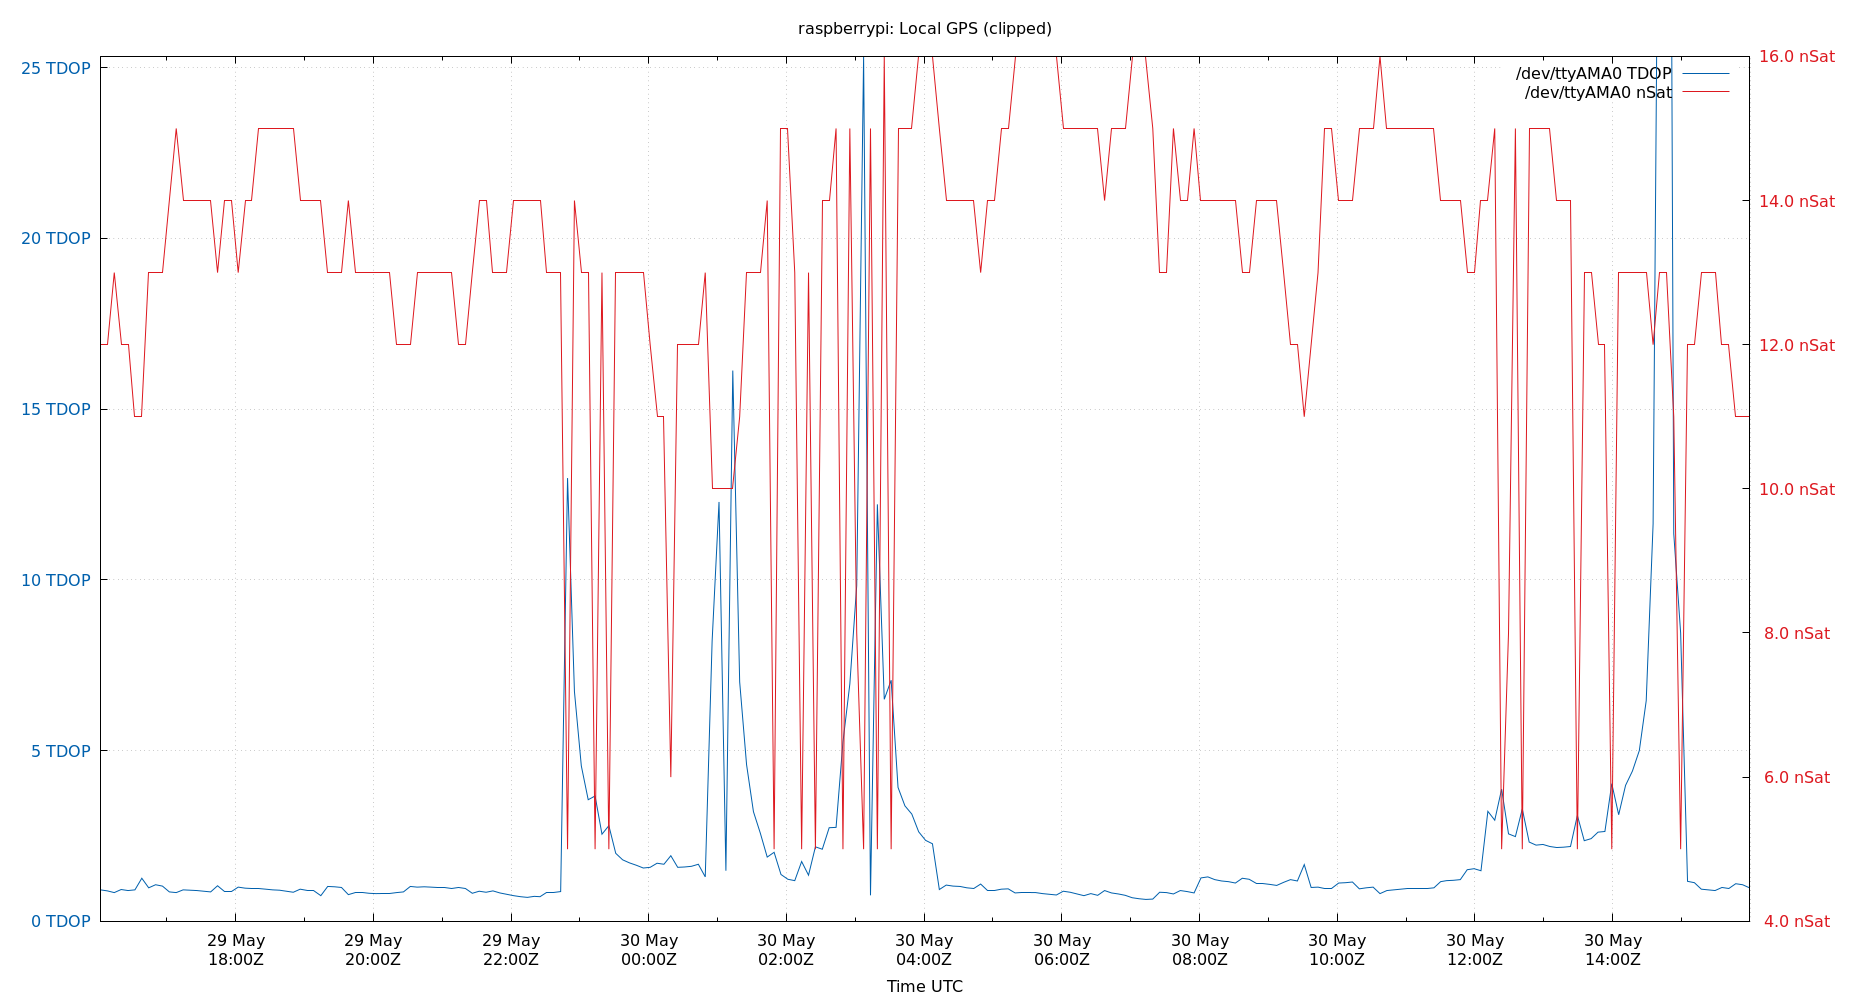 raspberrypi: Local GPS (clipped)
25 TDOP
20 TDOP
15 TDOP
10 TDOP
5 TDOP
0 TDOP
16.0 nSat
14.0 nSat
12.0 nSat
10.0 nSat
8.0 nSat
6.0 nSat
4.0 nSat
/dev/ttyAMA0 TDOP
/dev/ttyAMA0 nSat
29 May
18:00Z
29 May
20:00Z
29 May
22:00Z
30 May
00:00Z
30 May
02:00Z
30 May
04:00Z
30 May
06:00Z
30 May
08:00Z
30 May
10:00Z
30 May
12:00Z
30 May
14:00Z
Time UTC